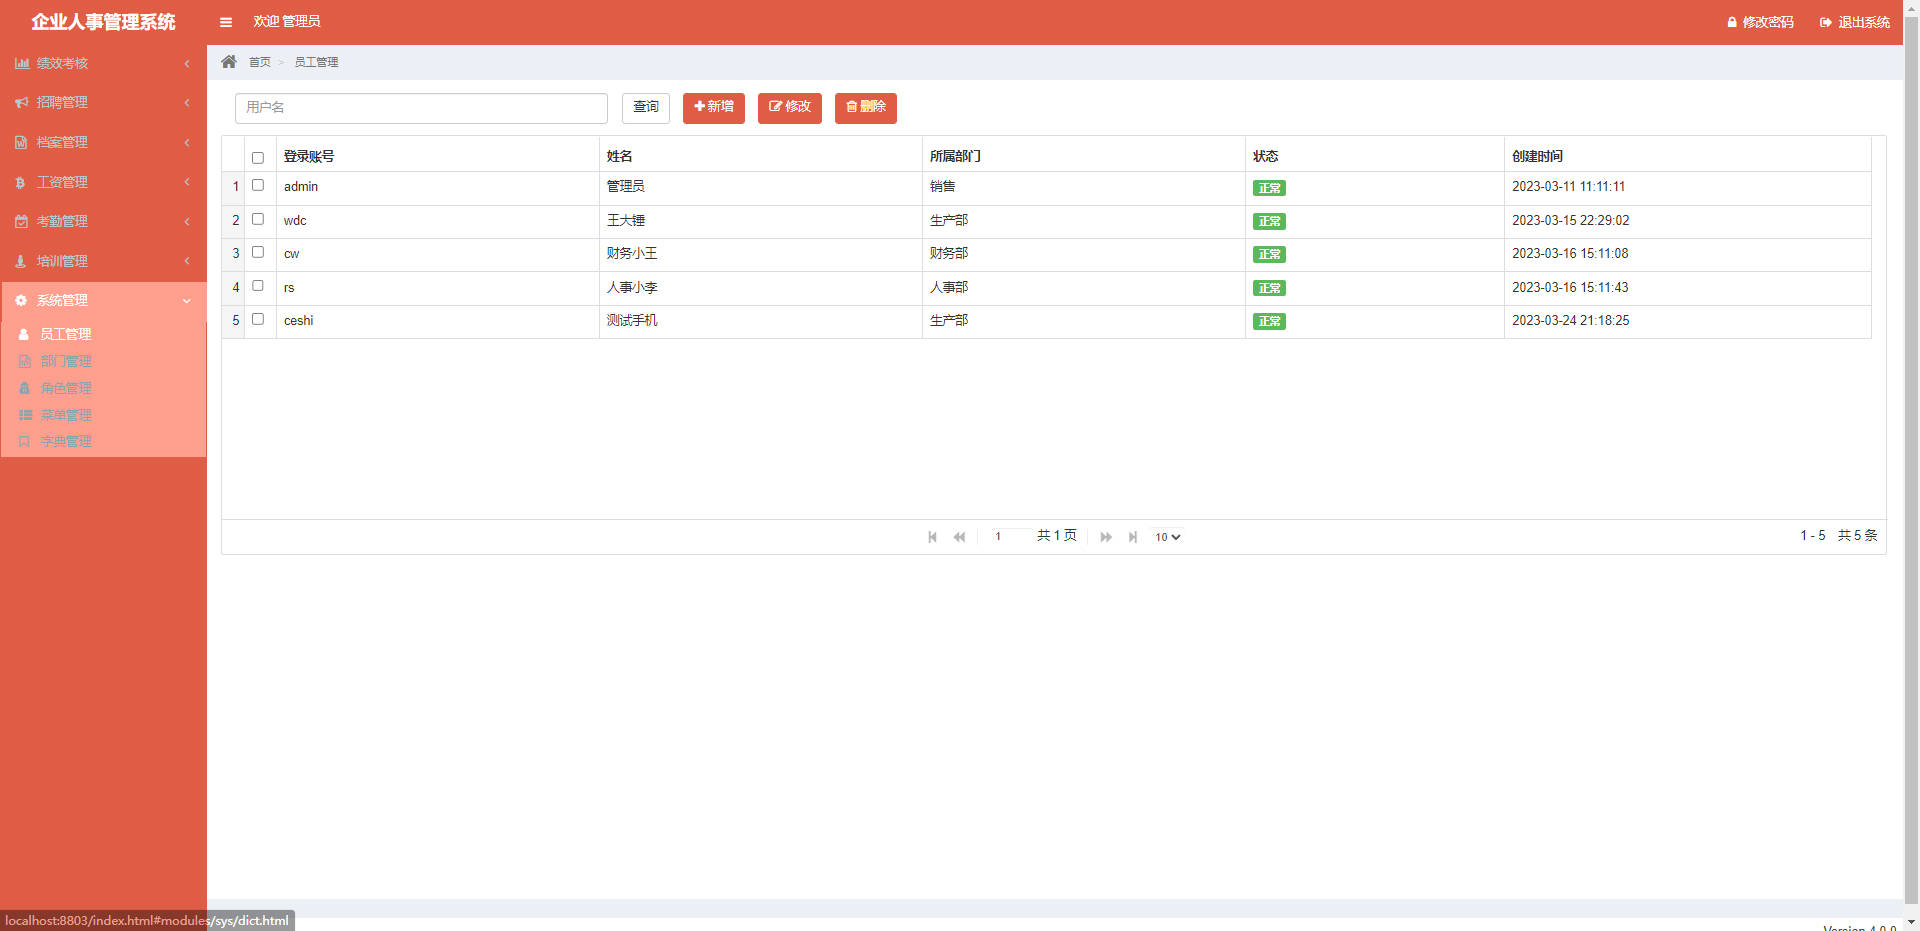 企业人事管理系统
欢迎 管理员
修改密码
退出系统
绩效考核
招聘管理
档案管理
工资管理
考勤管理
培训管理
系统管理
员工管理
部门管理
角色管理
菜单管理
字典管理
首页 > 员工管理
用户名
查询
新增
修改
删除
登录账号 姓名 所属部门 状态 创建时间
1 admin 管理员 销售 正常 2023-03-11 11:11:11
2 wdc 王大锤 生产部 正常 2023-03-15 22:29:02
3 cw 财务小王 财务部 正常 2023-03-16 15:11:08
4 rs 人事小李 人事部 正常 2023-03-16 15:11:43
5 ceshi 测试手机 生产部 正常 2023-03-24 21:18:25
1 共 1 页 10
1 - 5 共 5 条
localhost:8803/index.html#modules/sys/dict.html
Version 4.0.0